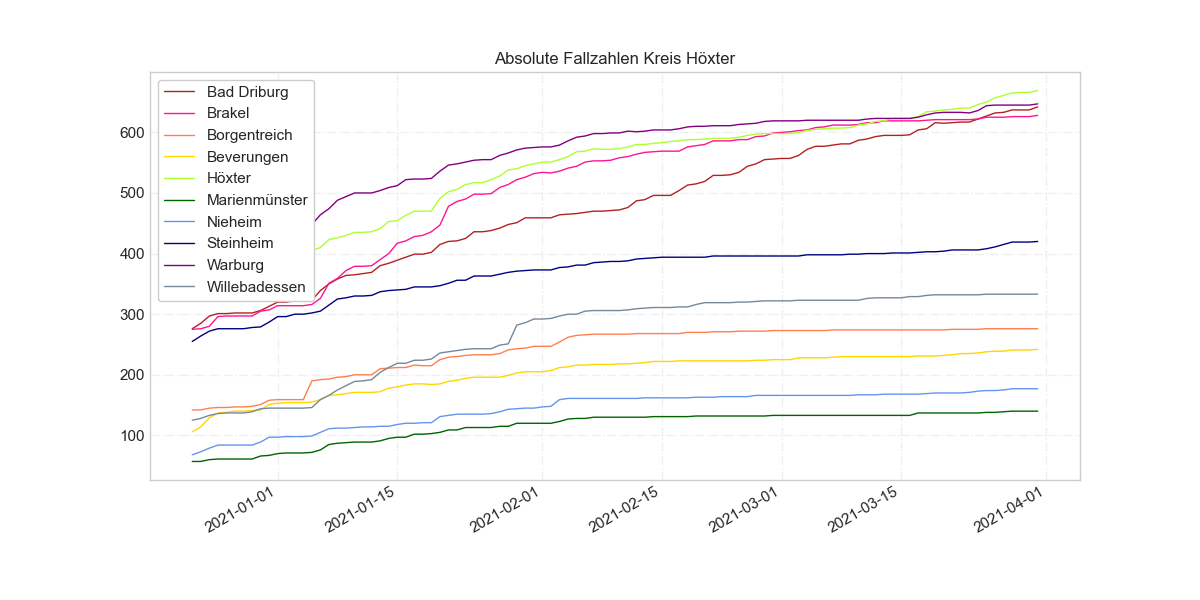 Absolute Fallzahlen Kreis Höxter
Bad Driburg
Brakel
Borgentreich
Beverungen
Höxter
Marienmünster
Nieheim
Steinheim
Warburg
Willebadessen
600
500
400
300
200
100
2021-01-01
2021-01-15
2021-02-01
2021-02-15
2021-03-01
2021-03-15
2021-04-01